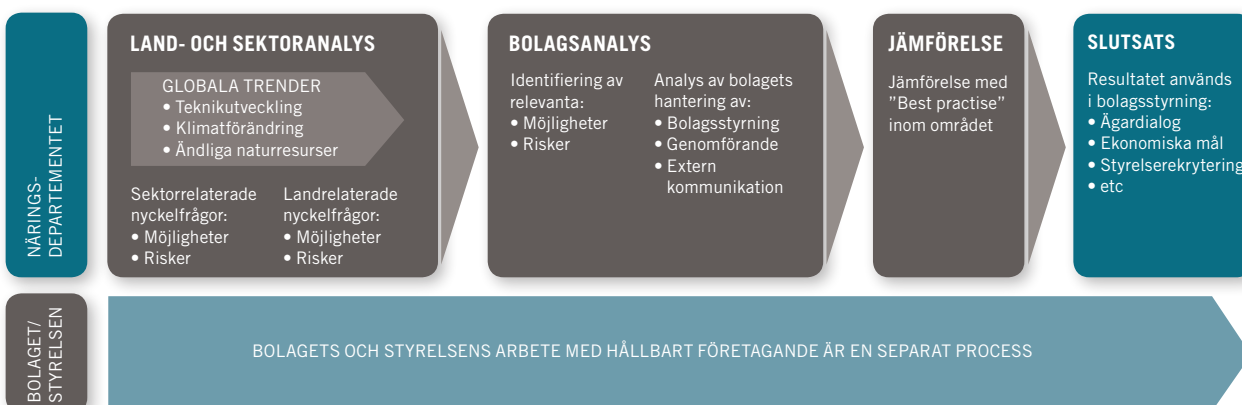 NÄRINGS-
DEPARTEMENTET
LAND- OCH SEKTORANALYS
GLOBALA TRENDER
• Teknikutveckling
• Klimatförändring
• Ändliga naturresurser
Sektorrelaterade
nyckelfrågor:
• Möjligheter
• Risker
Landrelaterade
nyckelfrågor:
• Möjligheter
• Risker
BOLAGSANALYS
Identifiering av
relevanta:
• Möjligheter
• Risker
Analys av bolagets
hantering av:
• Bolagsstyrning
• Genomförande
• Extern
kommunikation
JÄMFÖRELSE
Jämförelse med
”Best practise”
inom området
SLUTSATS
Resultatet används
i bolagsstyrning:
• Ägardialog
• Ekonomiska mål
• Styrelserekrytering
• etc
BOLAGET/
STYRELSEN
BOLAGETS OCH STYRELSENS ARBETE MED HÅLLBART FÖRETAGANDE ÄR EN SEPARAT PROCESS